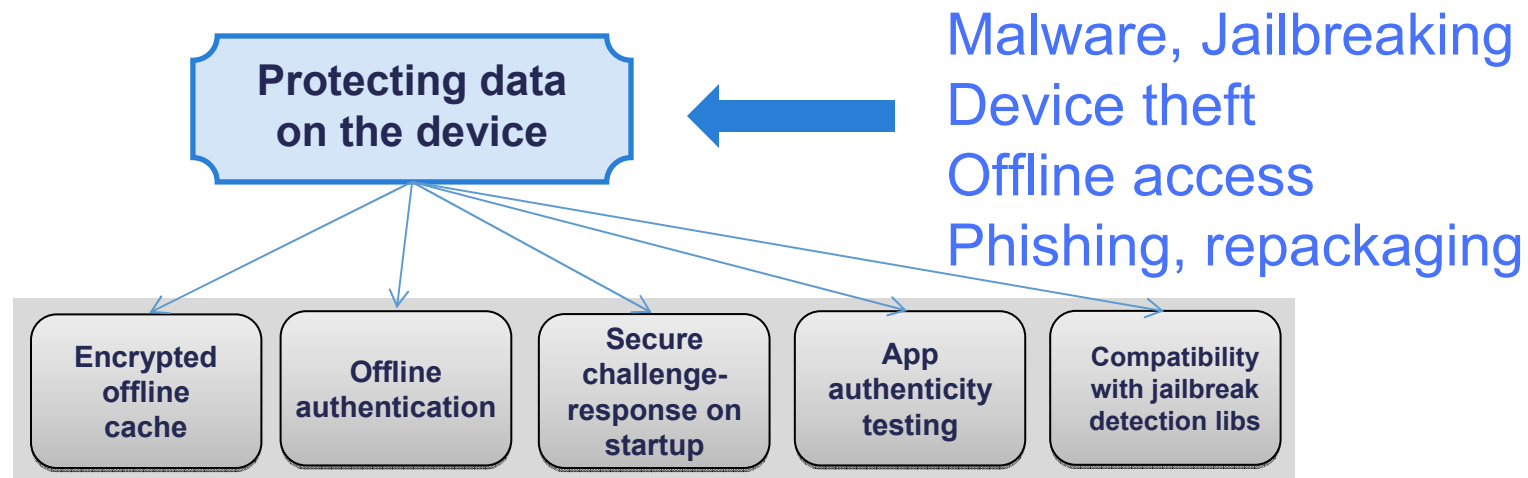 Protecting data
on the device
Malware, Jailbreaking
Device theft
Offline access
Phishing, repackaging
Encrypted
offline
cache
Offline
authentication
Secure
challenge-
response on
startup
App
authenticity
testing
Compatibility
with jailbreak
detection libs